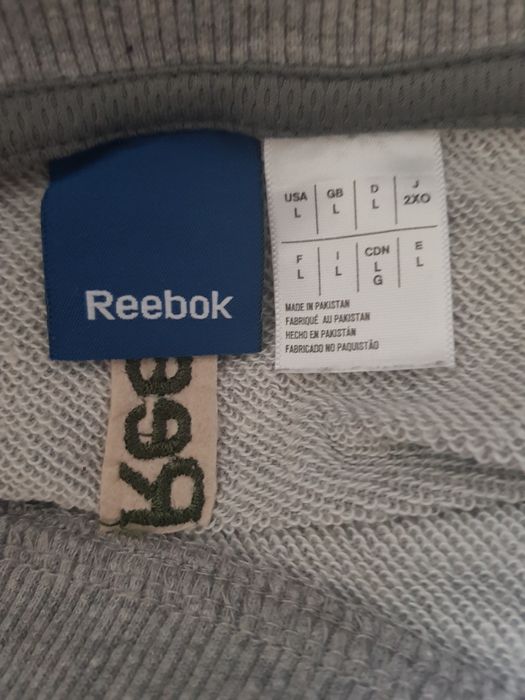 Reebok
USA GB D J
L L L 2XO
F I CDN E
L L L L
G
MADE IN PAKISTAN
FABRIQUÉ AU PAKISTAN
HECHO EN PAKISTÁN
FABRICADO NO PAQUISTÃO